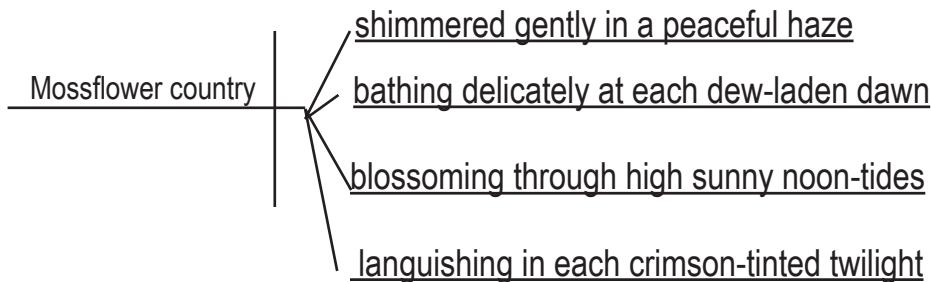 shimmered gently in a peaceful haze
Mossflower country
bathing delicately at each dew-laden dawn
blossoming through high sunny noon-tides
languishing in each crimson-tinted twilight